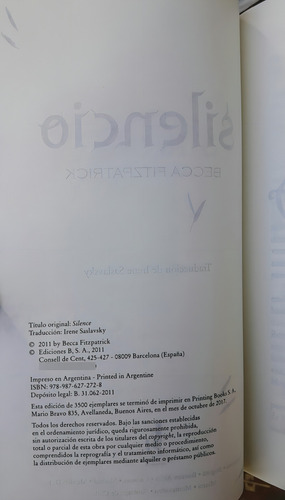 silencio
BECCA FITZPATRICK
Traducción de Irene Saslavsky
Título original: Silence
Traducción: Irene Saslavsky
© 2011 by Becca Fitzpatrick
© Ediciones B, S. A., 2011
Consell de Cent, 425-427 - 08009 Barcelona (España)
Impreso en Argentina - Printed in Argentine
ISBN: 978-987-627-272-8
Depósito legal: B. 31.062-2011
Esta edición de 3500 ejemplares se terminó de imprimir en Printing Books S.A.,
Mario Bravo 835, Avellaneda, Buenos Aires, en el mes de octubre de 2017.
Todos los derechos reservados. Bajo las sanciones establecidas
en el ordenamiento jurídico, queda rigurosamente prohibida,
sin autorización escrita de los titulares del copyright, la reproducción
total o parcial de esta obra por cualquier medio o procedimiento,
comprendidos la reprografía y el tratamiento informático, así como
la distribución de ejemplares mediante alquiler o préstamo públicos.